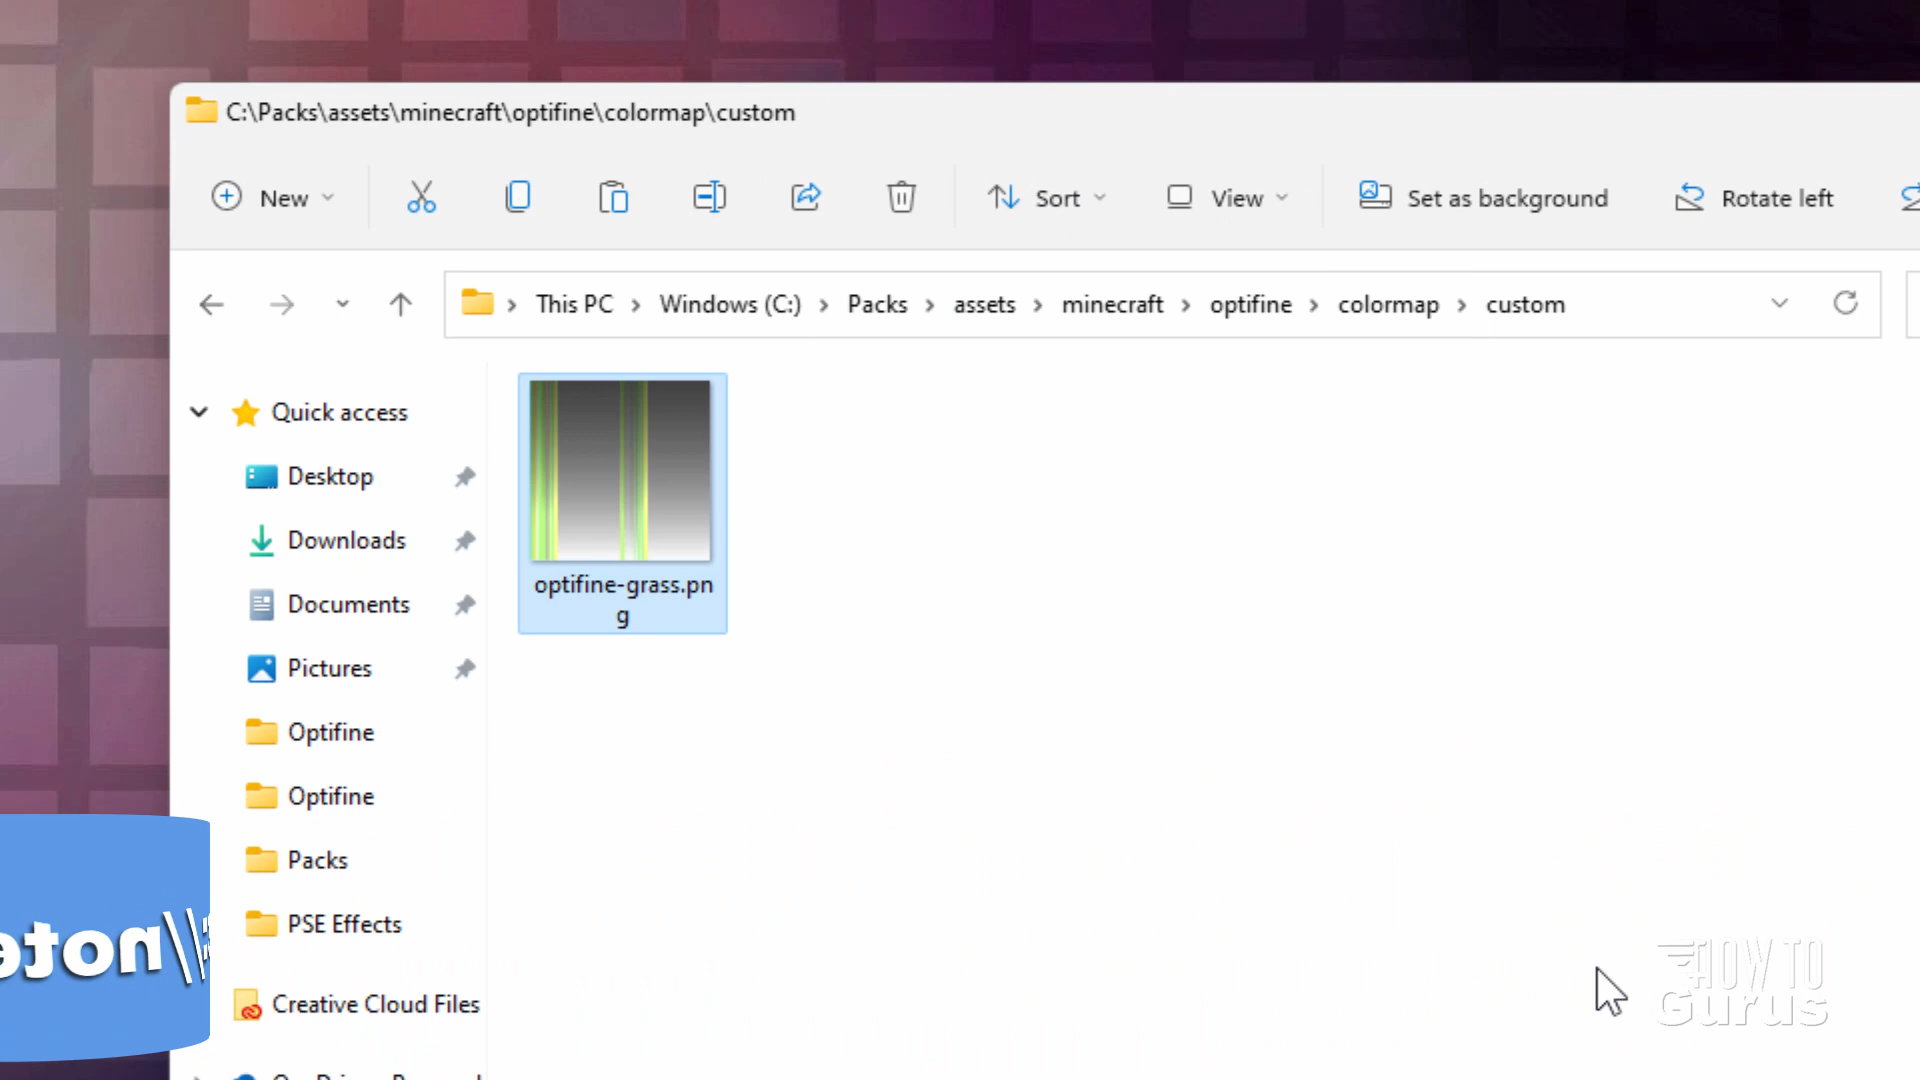 C:\Packs\assets\minecraft\optifine\colormap\custom
New
Sort
View
Set as background
Rotate left
This PC > Windows (C:) > Packs > assets > minecraft > optifine > colormap > custom
Quick access
Desktop
Downloads
Documents
Pictures
Optifine
Optifine
Packs
PSE Effects
Creative Cloud Files
optifine-grass.pn
g
HOW TO
Gurus